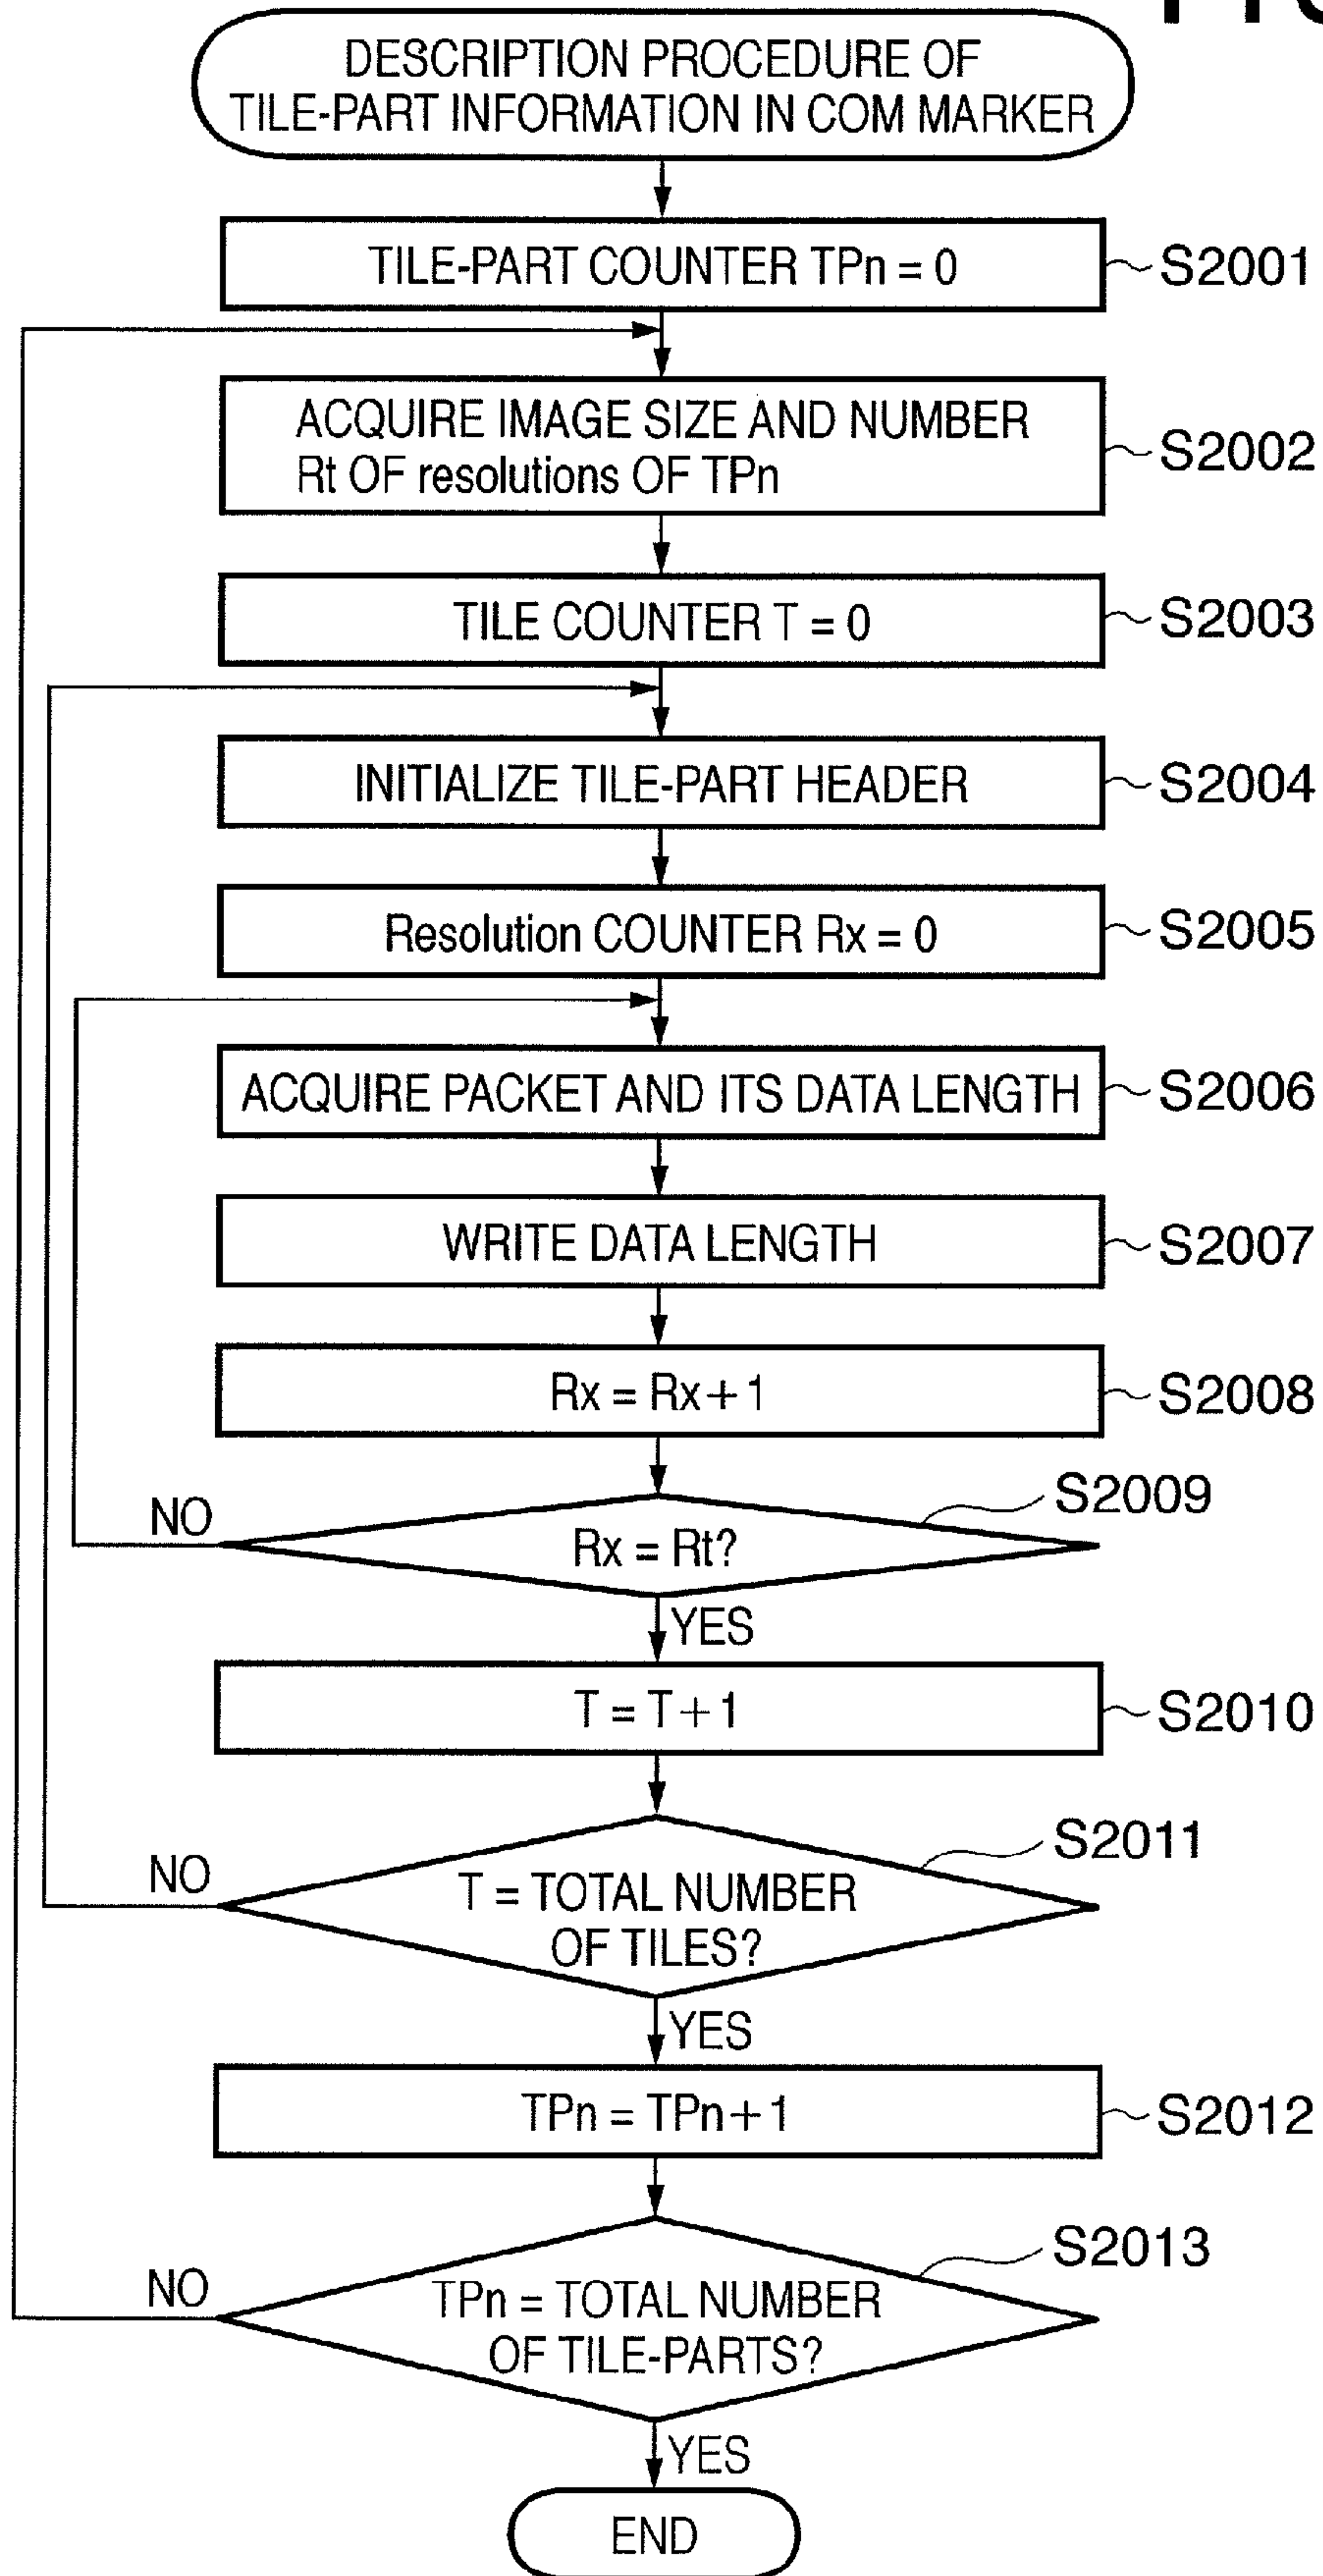 DESCRIPTION PROCEDURE OF
TILE-PART INFORMATION IN COM MARKER
TILE-PART COUNTER TPn = 0
S2001
ACQUIRE IMAGE SIZE AND NUMBER
Rt OF resolutions OF TPn
S2002
TILE COUNTER T = 0
S2003
INITIALIZE TILE-PART HEADER
S2004
Resolution COUNTER Rx = 0
S2005
ACQUIRE PACKET AND ITS DATA LENGTH
S2006
WRITE DATA LENGTH
S2007
Rx = Rx+1
S2008
S2009
NO
Rx = Rt?
YES
T = T+1
S2010
S2011
NO
T = TOTAL NUMBER
OF TILES?
YES
TPn = TPn+1
S2012
S2013
NO
TPn = TOTAL NUMBER
OF TILE-PARTS?
YES
END